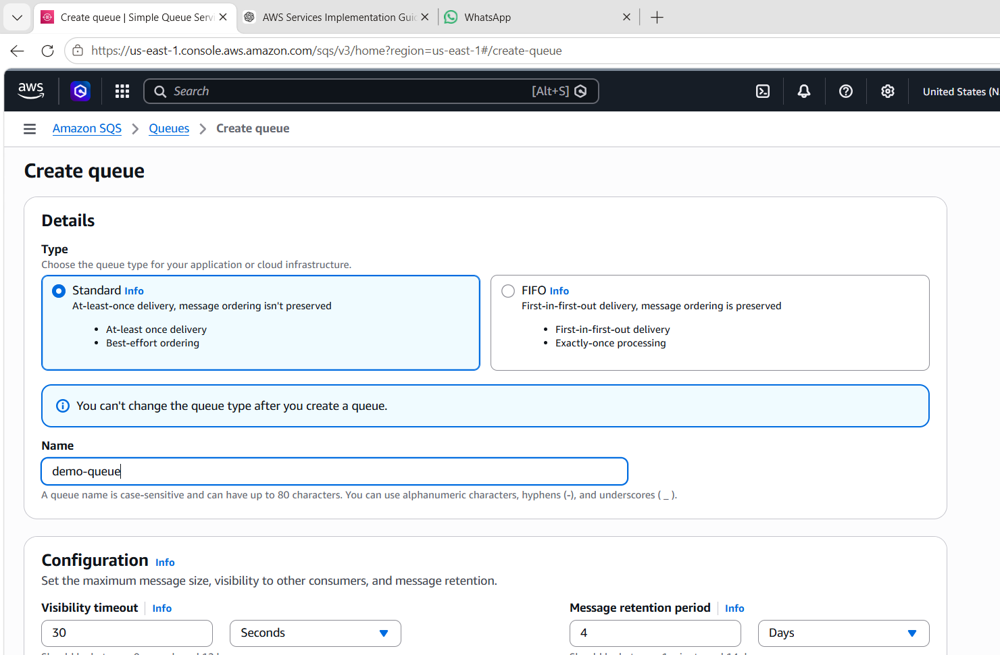 Create queue | Simple Queue Servi
AWS Services Implementation Guid
WhatsApp
https://us-east-1.console.aws.amazon.com/sqs/v3/home?region=us-east-1#/create-queue
aws
Search
[Alt+S]
United States (N.
Amazon SQS
Queues
Create queue
Create queue
Details
Type
Choose the queue type for your application or cloud infrastructure.
Standard Info
At-least-once delivery, message ordering isn't preserved
• At-least once delivery
• Best-effort ordering
FIFO Info
First-in-first-out delivery, message ordering is preserved
• First-in-first-out delivery
• Exactly-once processing
You can't change the queue type after you create a queue.
Name
demo-queue
A queue name is case-sensitive and can have up to 80 characters. You can use alphanumeric characters, hyphens (-), and underscores ( _ ).
Configuration Info
Set the maximum message size, visibility to other consumers, and message retention.
Visibility timeout Info
30 Seconds
Message retention period Info
4 Days